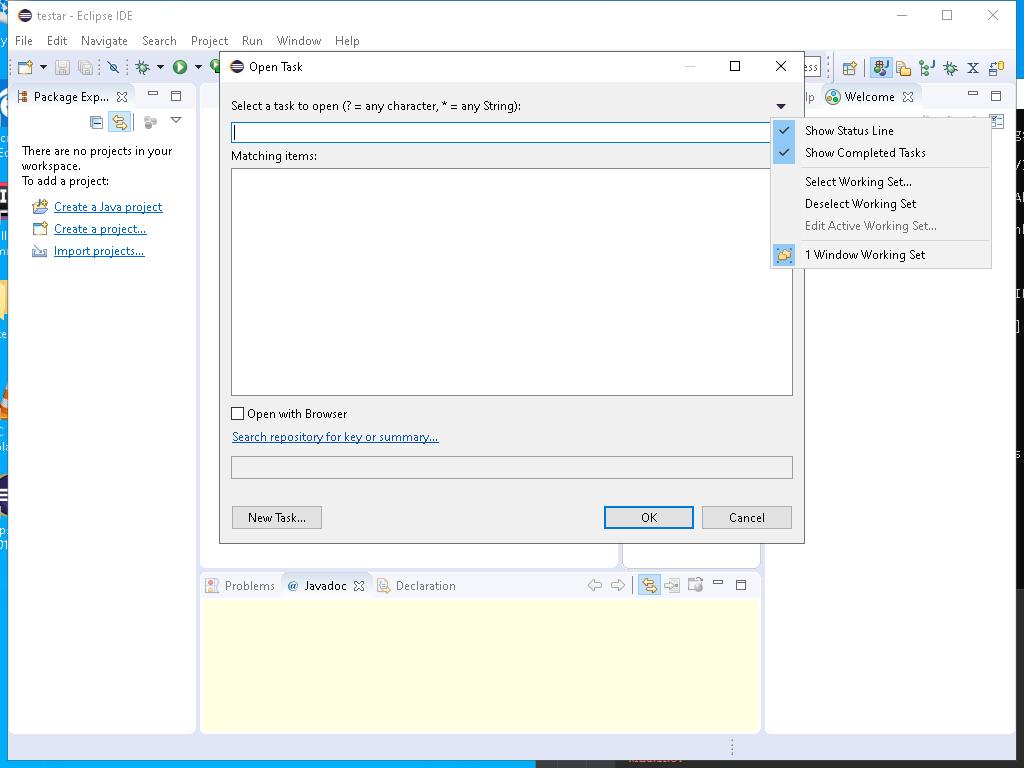 testar - Eclipse IDE
File Edit Navigate Search Project Run Window Help
Open Task
Package Exp...
Welcome
Select a task to open (? = any character, * = any String):
Show Status Line
Show Completed Tasks
Matching items:
There are no projects in your
workspace.
To add a project:
Select Working Set...
Deselect Working Set
Create a Java project
Edit Active Working Set...
Create a project...
Import projects...
1 Window Working Set
Open with Browser
Search repository for key or summary...
New Task...
OK
Cancel
Problems
@ Javadoc
Declaration